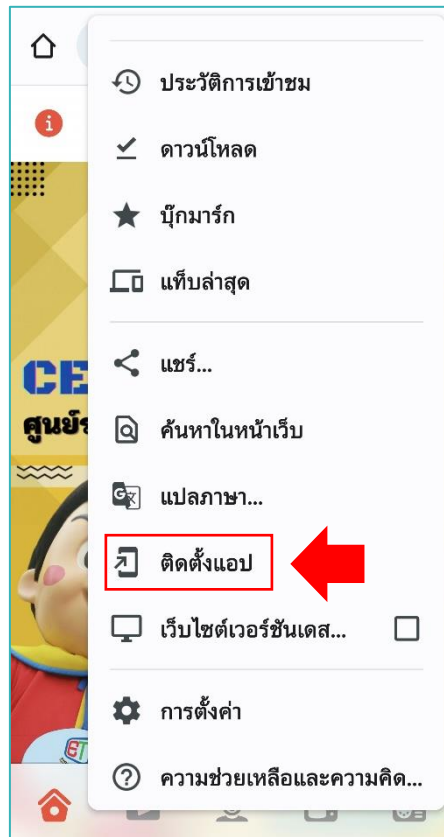 ประวัติการเข้าชม
ดาวน์โหลด
บุ๊กมาร์ก
แท็บล่าสุด
แชร์...
CE
ค้นหาในหน้าเว็บ
แปลภาษา...
ติดตั้งแอป
เว็บไซต์เวอร์ชันเดส...
การตั้งค่า
ความช่วยเหลือและความคิด...